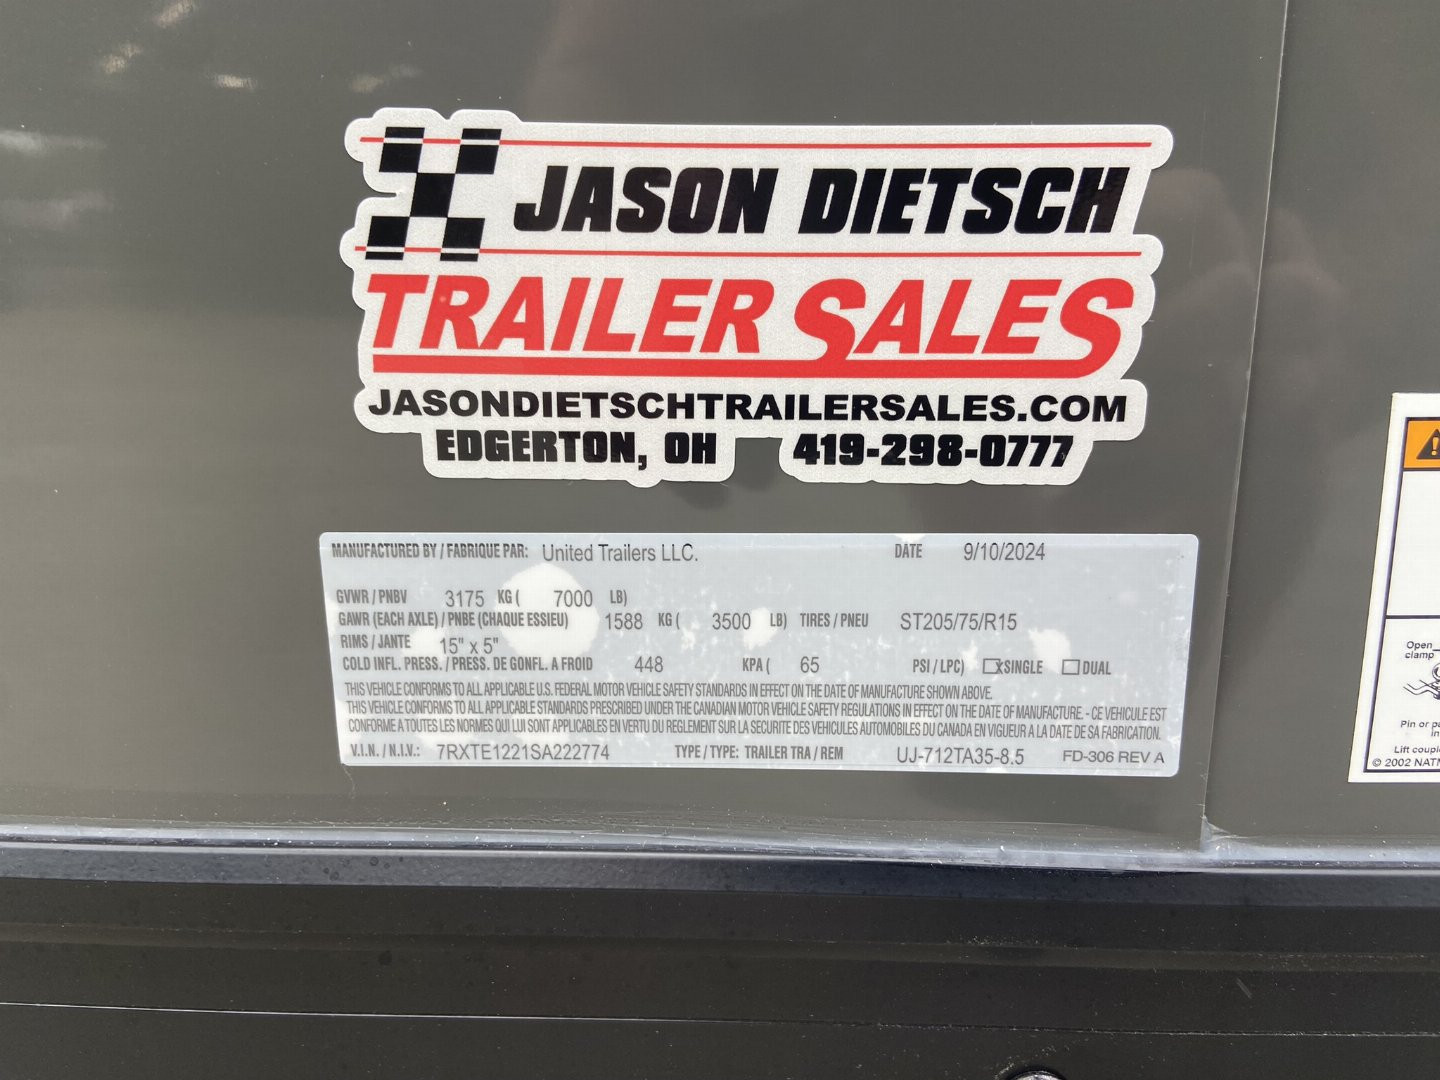 JASON DIETSCH
TRAILER SALES
JASONDIETSCHTRAILERSALES.COM
EDGERTON, OH 419-298-0777
MANUFACTURED BY / FABRIQUE PAR: United Trailers LLC. DATE 9/10/2024
GVWR / PNBV 3175 KG ( 7000 LB)
GAWR (EACH AXLE) / PNBE (CHAQUE ESSIEU) 1588 KG ( 3500 LB) TIRES / PNEU ST205/75/R15
RIMS / JANTE 15" x 5"
COLD INFL. PRESS. / PRESS. DE GONFL. A FROID 448 KPA ( 65 PSI / LPC) x SINGLE DUAL
THIS VEHICLE CONFORMS TO ALL APPLICABLE U.S. FEDERAL MOTOR VEHICLE SAFETY STANDARDS IN EFFECT ON THE DATE OF MANUFACTURE SHOWN ABOVE.
THIS VEHICLE CONFORMS TO ALL APPLICABLE STANDARDS PRESCRIBED UNDER THE CANADIAN MOTOR VEHICLE SAFETY REGULATIONS IN EFFECT ON THE DATE OF MANUFACTURE. - CE VEHICULE EST
CONFORME A TOUTES LES NORMES QUI LUI SONT APPLICABLES EN VERTU DU REGLEMENT SUR LA SECURITE DES VEHICULES AUTOMOBILES DU CANADA EN VIGUEUR A LA DATE DE SA FABRICATION.
V.I.N. / N.I.V.: 7RXTE1221SA222774 TYPE / TYPE: TRAILER TRA / REM UJ-712TA35-8.5 FD-306 REV A
Open
clamp
Pin or
in
Lift
© 2002